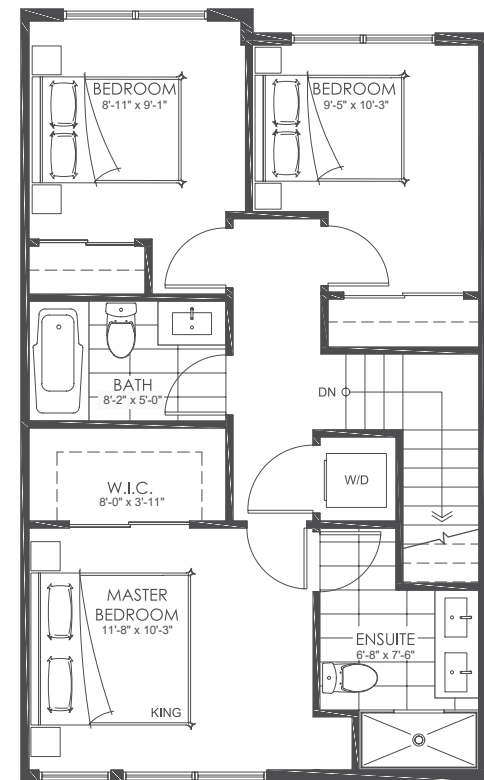 BEDROOM
8'-11" x 9'-1"
BEDROOM
9'-5" x 10'-3"
BATH
8'-2" x 5'-0"
DN
W.I.C.
8'-0" x 3'-11"
W/D
MASTER
BEDROOM
11'-8" x 10'-3"
KING
ENSUITE
6'-8" x 7'-6"